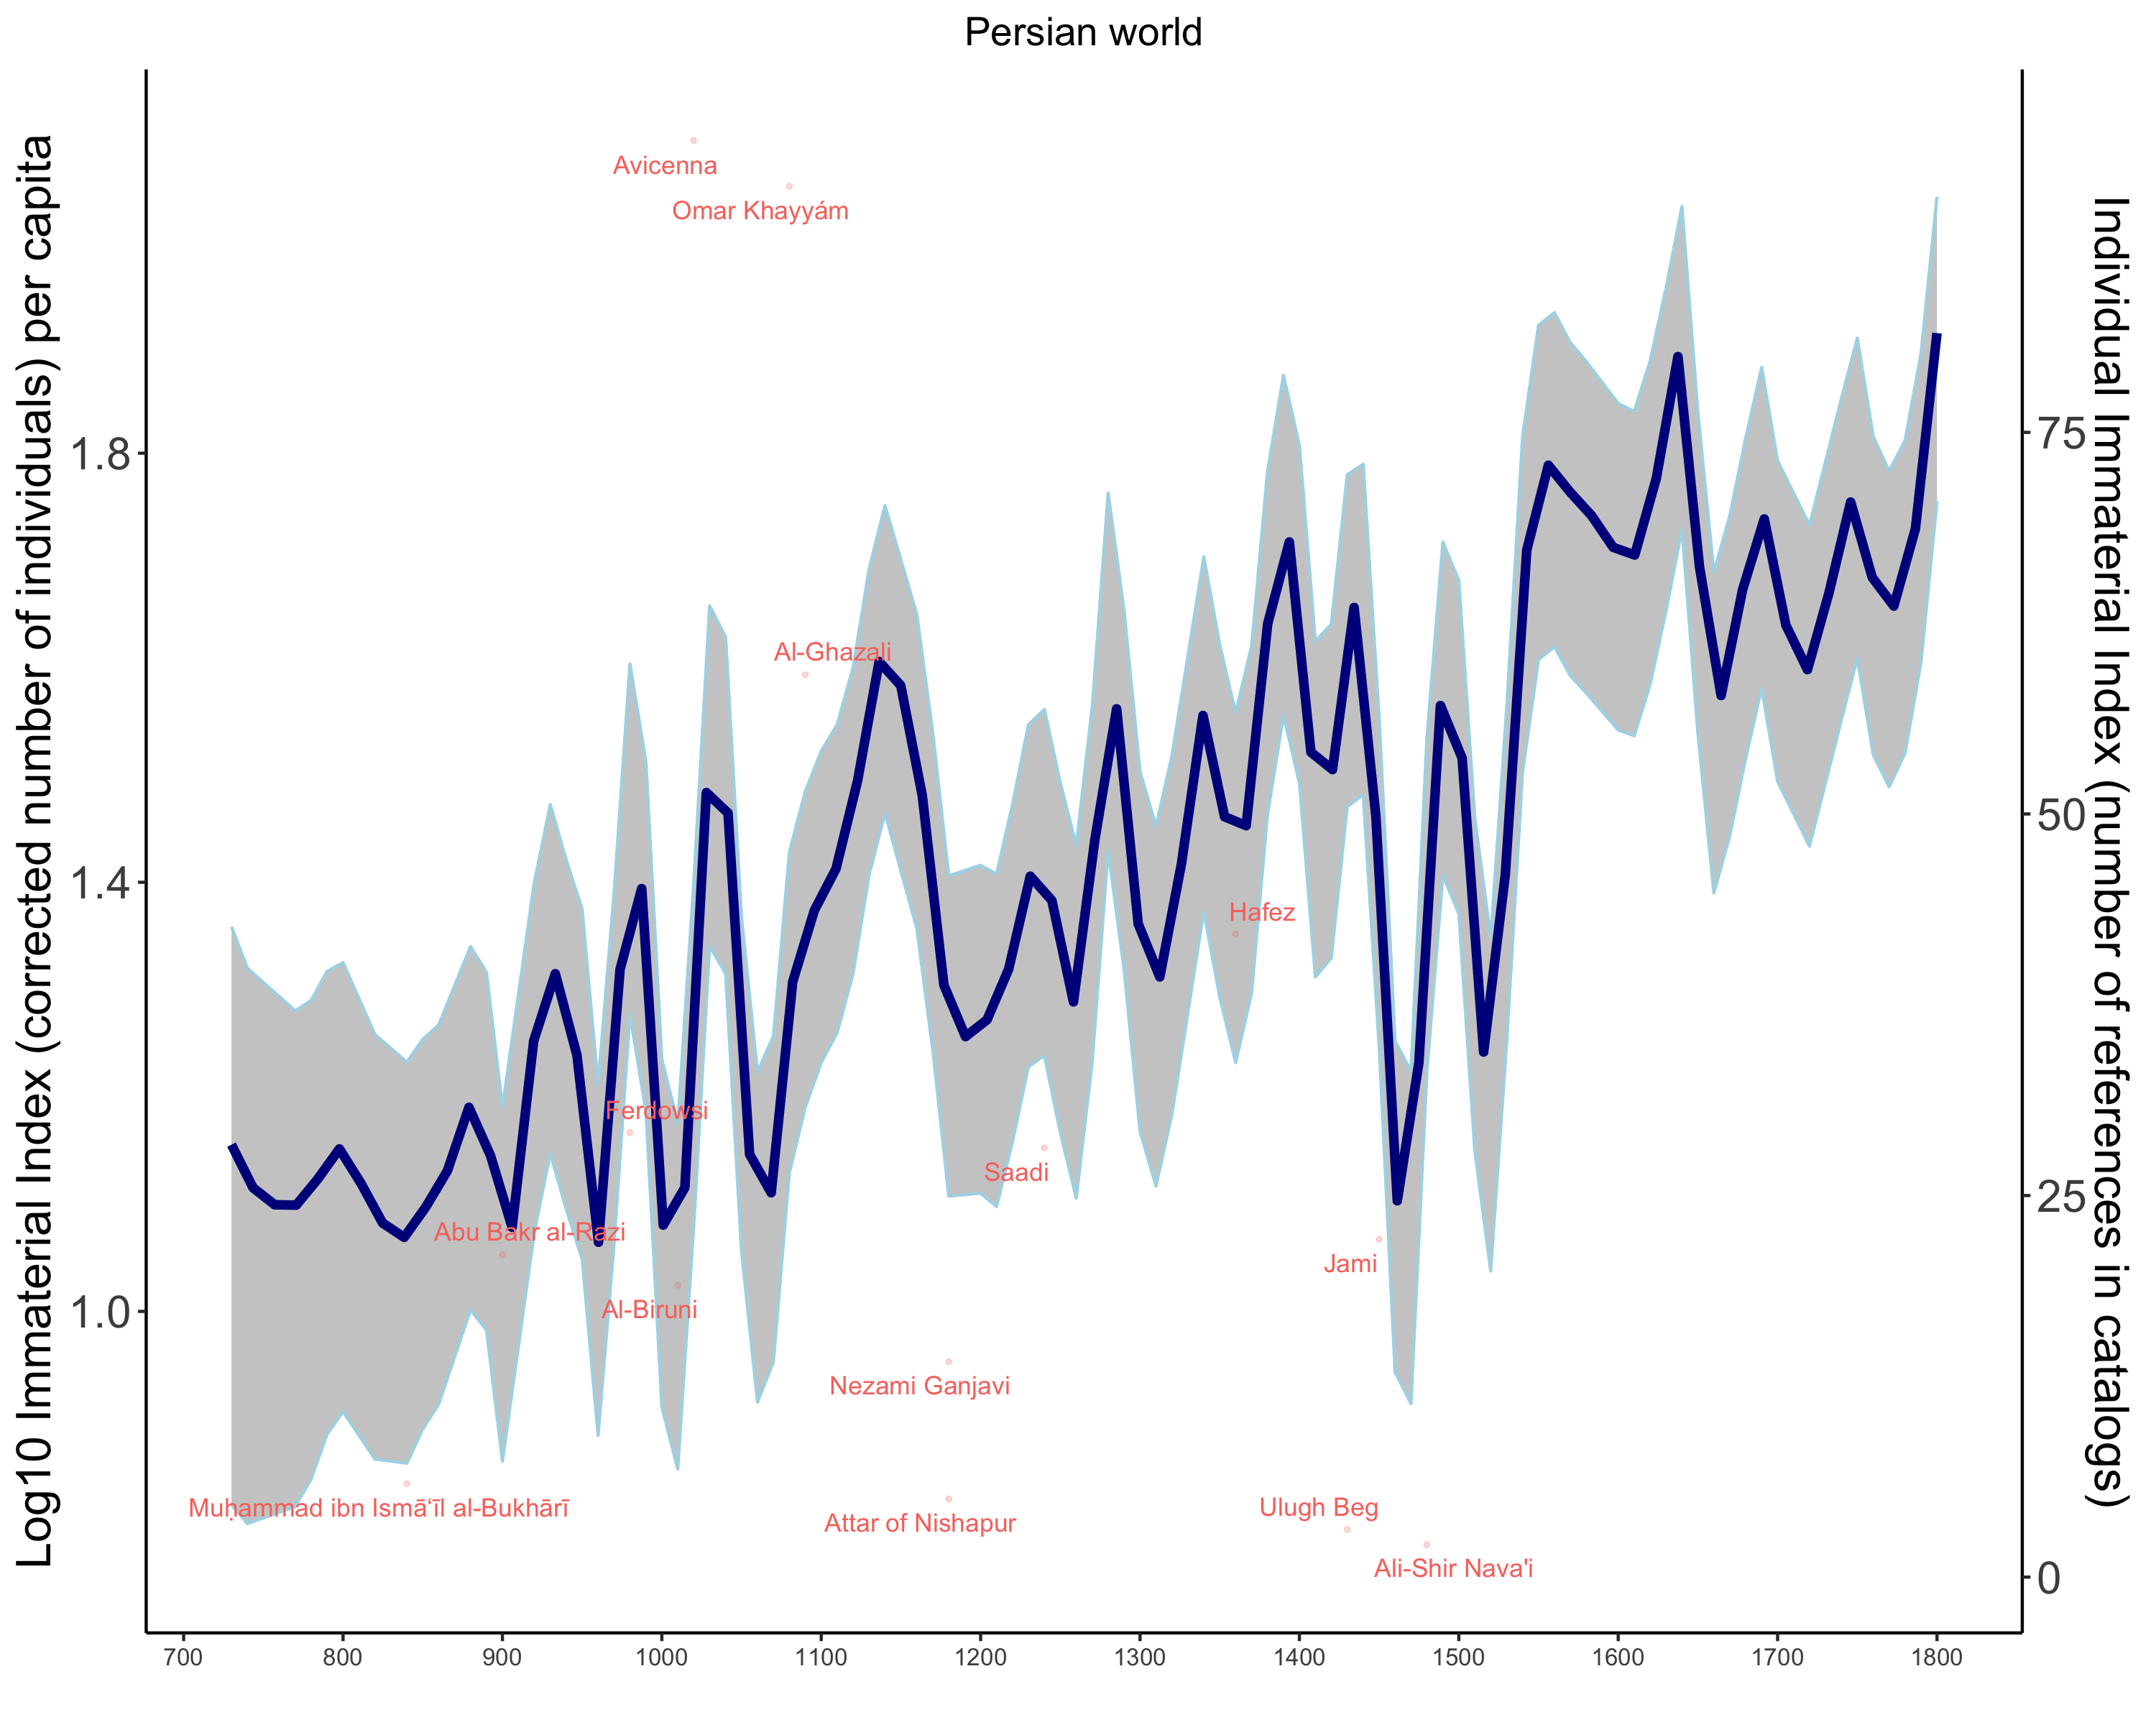 Persian world
Log10 Immaterial Index (corrected number of individuals) per capita
1.8
1.4
1.0
Avicenna
Omar Khayyám
Al-Ghazali
Hafez
Ferdowsi
Saadi
Abu Bakr al-Razi
Jami
Al-Biruni
Nezami Ganjavi
Muḥammad ibn Ismāʻīl al-Bukhārī
Attar of Nishapur
Ulugh Beg
Ali-Shir Nava'i
75
50
25
0
Individual Immaterial Index (number of references in catalogs)
700 800 900 1000 1100 1200 1300 1400 1500 1600 1700 1800